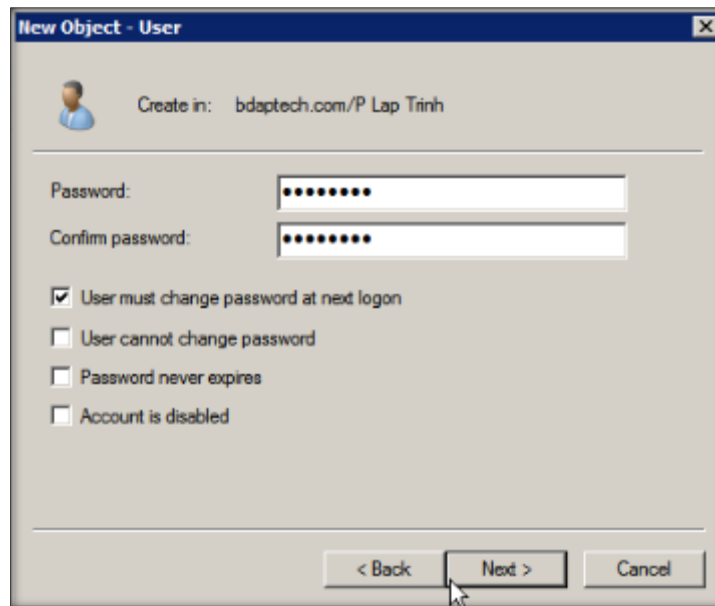 New Object - User
Create in: bdaptech.com/P Lap Trinh
Password: ••••••••
Confirm password: ••••••••
User must change password at next logon
User cannot change password
Password never expires
Account is disabled
< Back Next > Cancel